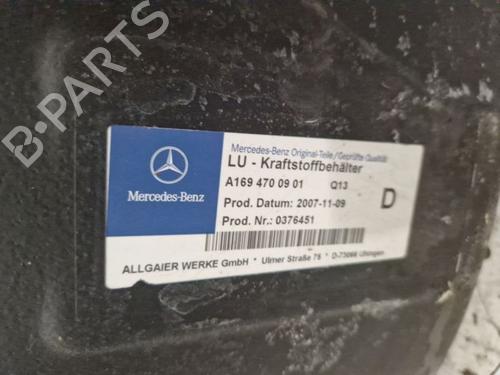 B-PARTS
Mercedes-Benz Original-Teile/Geprüfte Qualität
LU - Kraftstoffbehälter
A169 470 09 01 Q13
Prod. Datum: 2007-11-09
D
Prod. Nr.: 0376451
Mercedes-Benz
ALLGAIER WERKE GmbH * Ulmer Straße 75 * D-73066 Uhingen